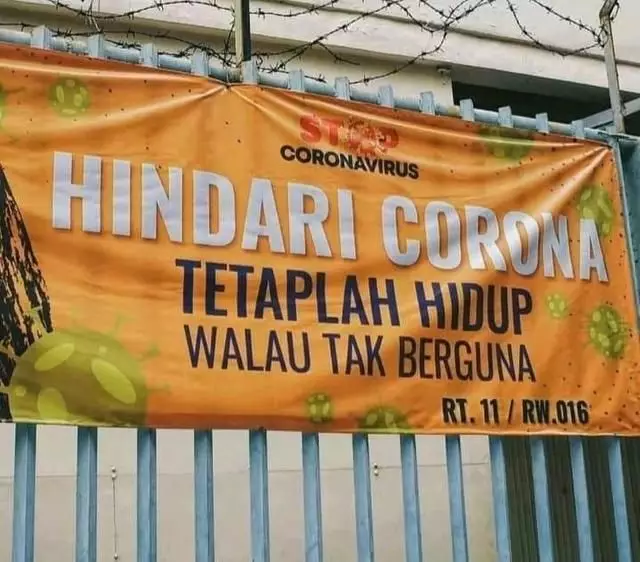 STOP
CORONAVIRUS
HINDARI CORONA
TETAPLAH HIDUP
WALAU TAK BERGUNA
RT. 11 / RW.016